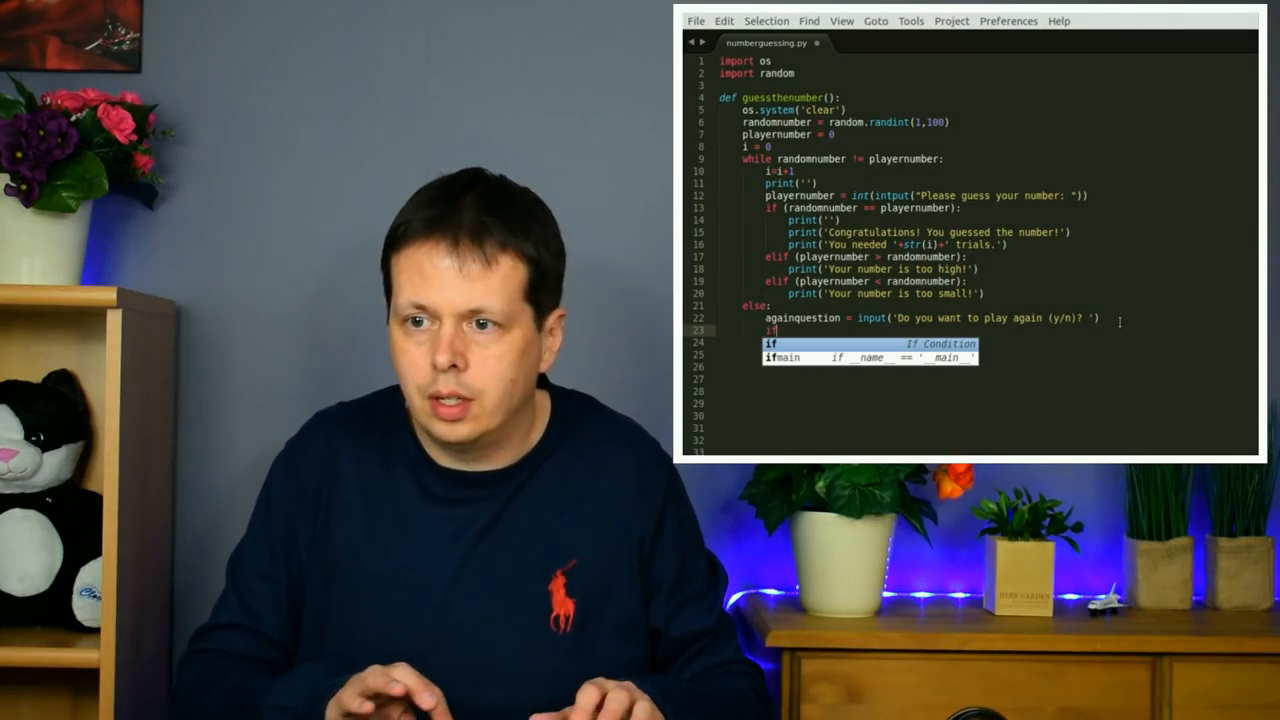 File Edit Selection Find View Goto Tools Project Preferences Help
numberguessing.py
1 import os
2 import random
3
4 def guessthenumber():
5 os.system('clear')
6 randomnumber = random.randint(1,100)
7 playernumber = 0
8 i = 0
9 while randomnumber != playernumber:
10 i=i+1
11 print('')
12 playernumber = int(intput("Please guess your number: "))
13 if (randomnumber == playernumber):
14 print('')
15 print('Congratulations! You guessed the number!')
16 print('You needed '+str(i)+' trials.')
17 elif (playernumber > randomnumber):
18 print('Your number is too high!')
19 elif (playernumber < randomnumber):
20 print('Your number is too small!')
21 else:
22 againquestion = input('Do you want to play again (y/n)? ')
23 if
24 if If Condition
25 ifmain if __name__ == '__main__'
26
27
28
29
30
31
32
33
HERB GARDEN